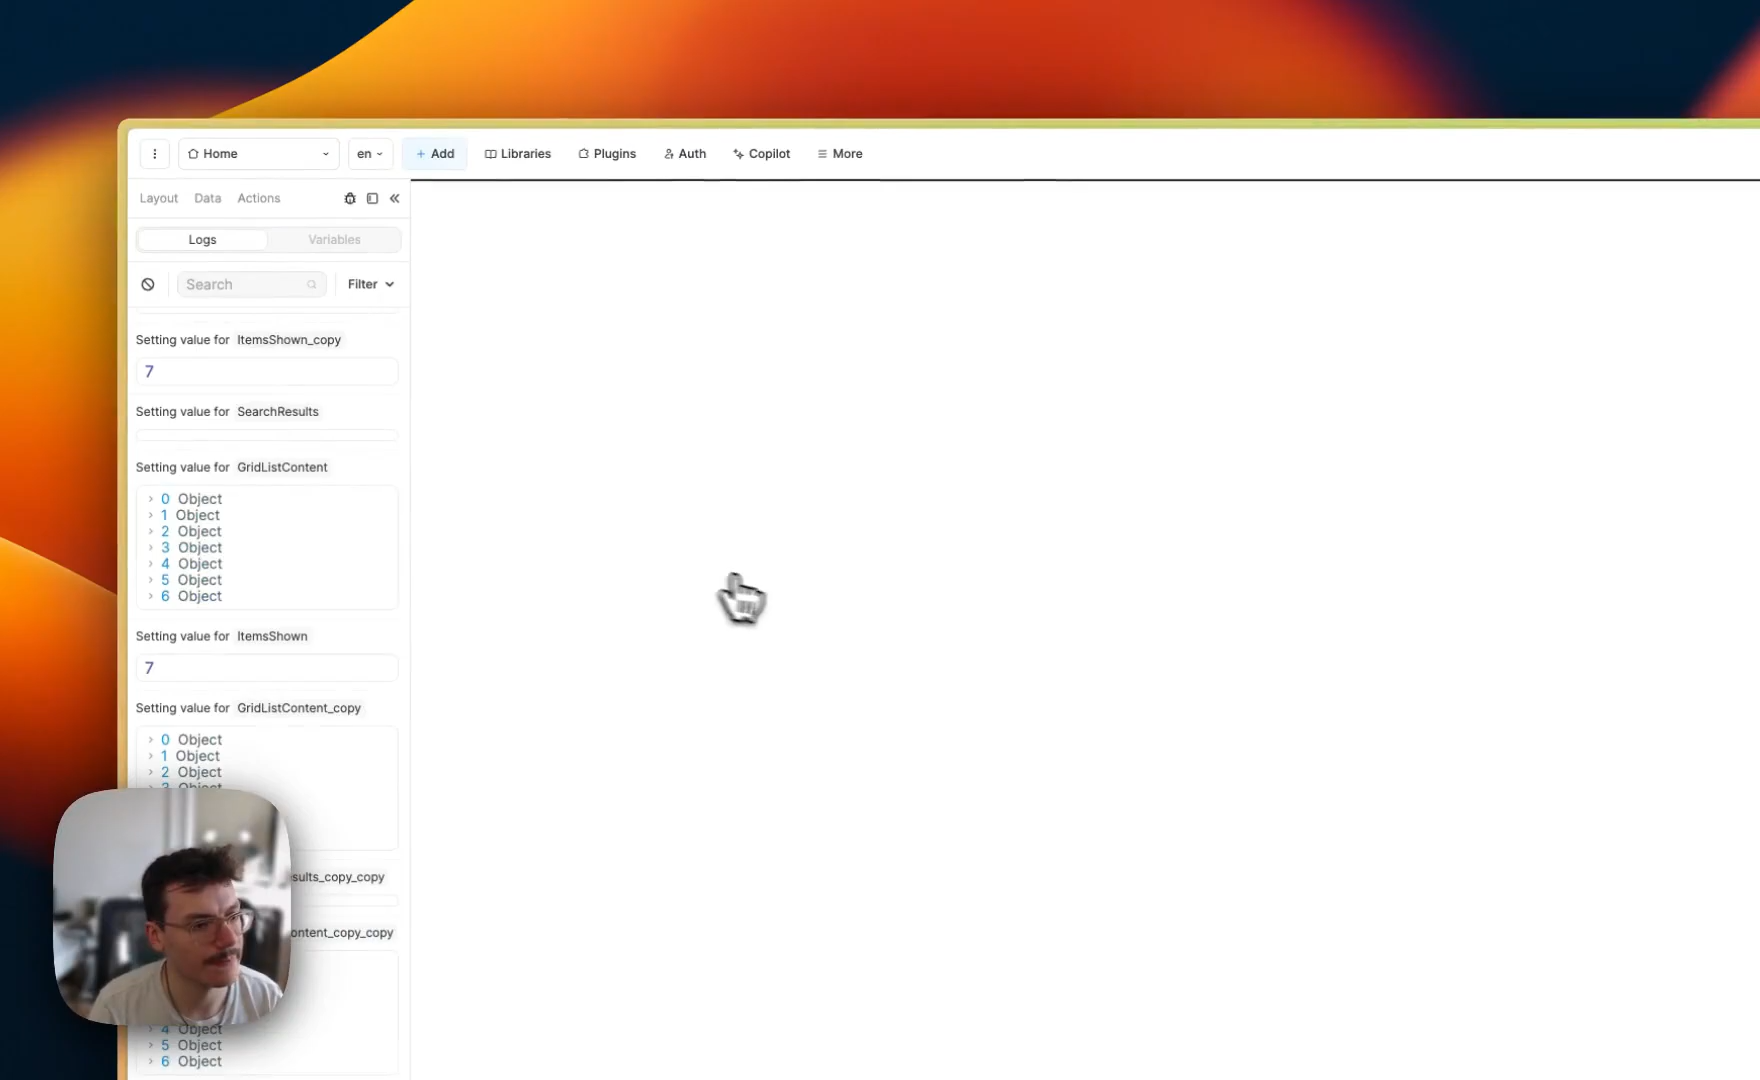 Home
en
+ Add
Libraries
Plugins
Auth
Copilot
More
Layout
Data
Actions
Logs
Variables
Search
Filter
Setting value for ItemsShown_copy
7
Setting value for SearchResults
Setting value for GridListContent
0 Object
1 Object
2 Object
3 Object
4 Object
5 Object
6 Object
Setting value for ItemsShown
7
Setting value for GridListContent_copy
0 Object
1 Object
2 Object
sults_copy_copy
ontent_copy_copy
5 Object
6 Object